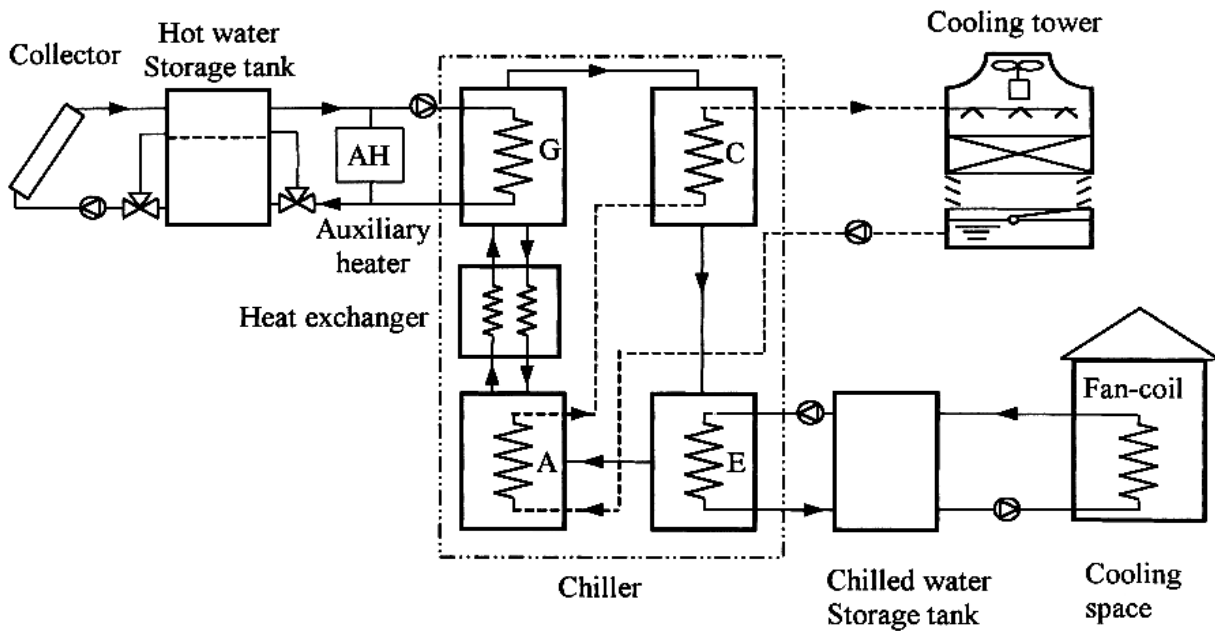 Collector
Hot water
Storage tank
Cooling tower
AH
G
C
Auxiliary
heater
Heat exchanger
A
E
Fan-coil
Chiller
Chilled water
Storage tank
Cooling
space